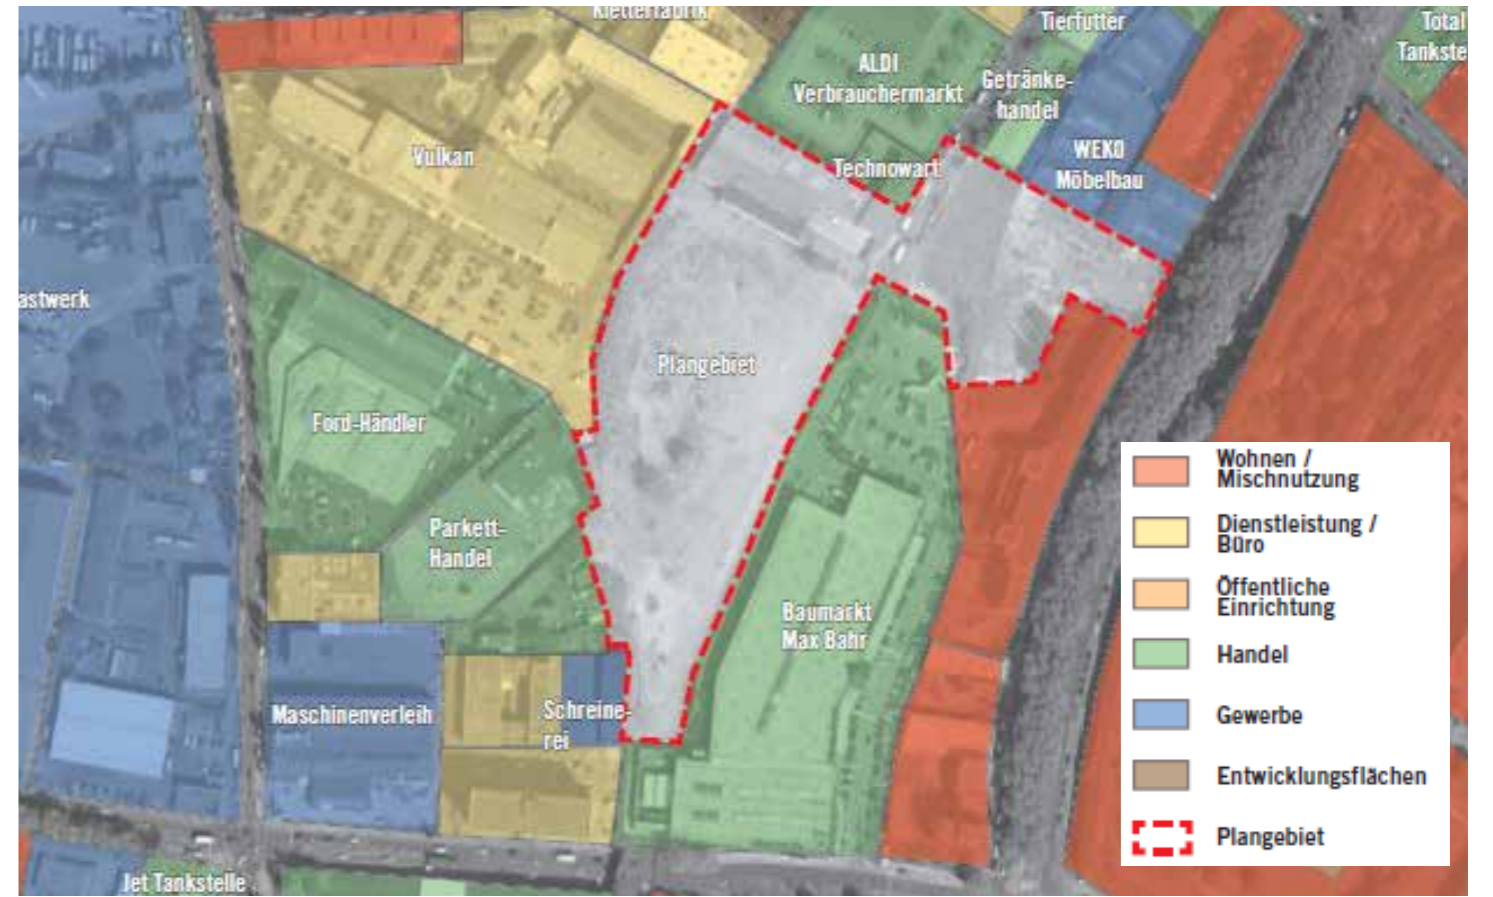 Kletterfabrik
Tierfutter
Total
Tankste
ALDI
Verbrauchermarkt
Getränke-
handel
WEKO
Möbelbau
Technowart
Vulkan
astwerk
Plangebiet
Ford-Händler
Parkett-
Handel
Baumarkt
Max Bahr
Maschinenverleih
Schreine-
rei
Jet Tankstelle
Wohnen /
Mischnutzung
Dienstleistung /
Büro
Öffentliche
Einrichtung
Handel
Gewerbe
Entwicklungsflächen
Plangebiet